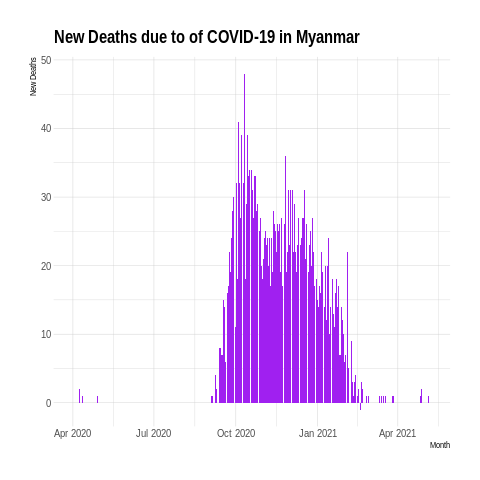 New Deaths due to of COVID-19 in Myanmar
New Deaths
50
40
30
20
10
0
Apr 2020 Jul 2020 Oct 2020 Jan 2021 Apr 2021
Month